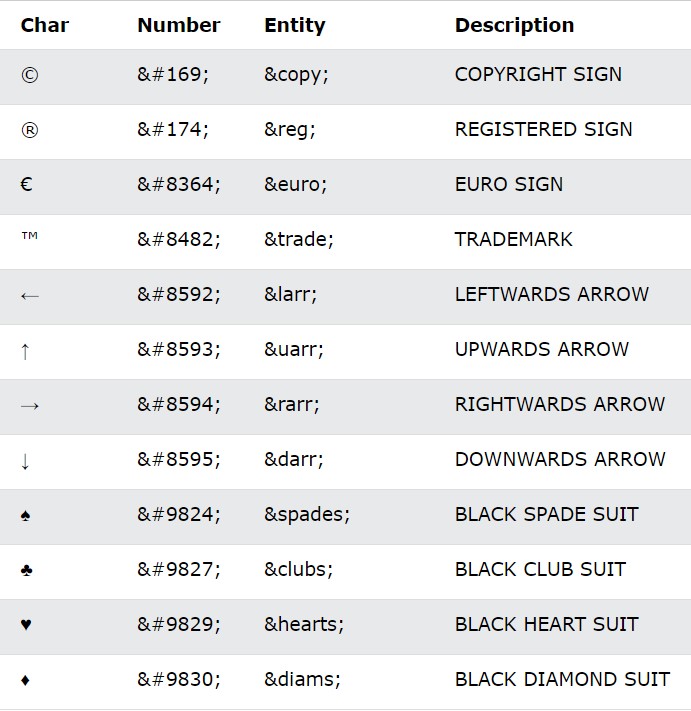 Char Number Entity Description
© &#169; &copy; COPYRIGHT SIGN
® &#174; &reg; REGISTERED SIGN
€ &#8364; &euro; EURO SIGN
™ &#8482; &trade; TRADEMARK
← &#8592; &larr; LEFTWARDS ARROW
↑ &#8593; &uarr; UPWARDS ARROW
→ &#8594; &rarr; RIGHTWARDS ARROW
↓ &#8595; &darr; DOWNWARDS ARROW
♠ &#9824; &spades; BLACK SPADE SUIT
♣ &#9827; &clubs; BLACK CLUB SUIT
♥ &#9829; &hearts; BLACK HEART SUIT
♦ &#9830; &diams; BLACK DIAMOND SUIT